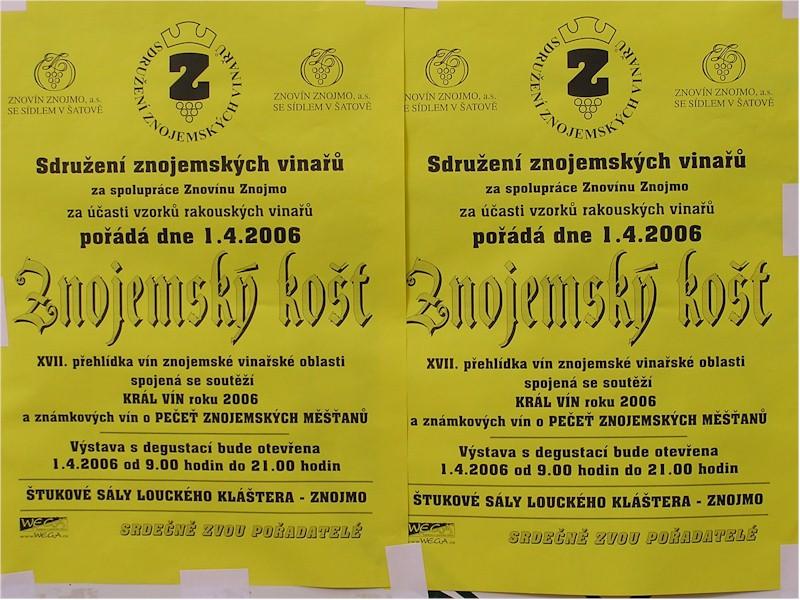 ZNOVÍN ZNOJMO, a.s.
SE SÍDLEM V ŠATOVĚ
SDRUŽENÍ ZNOJEMSKÝCH VINAŘŮ
Z
ZNOVÍN ZNOJMO, a.s.
SE SÍDLEM V ŠATOVĚ
Sdružení znojemských vinařů
za spolupráce Znovínu Znojmo
za účasti vzorků rakouských vinařů
pořádá dne 1.4.2006
Znojemský košt
XVII. přehlídka vín znojemské vinařské oblasti
spojená se soutěží
KRÁL VÍN roku 2006
a známkových vín o PEČEŤ ZNOJEMSKÝCH MĚŠŤANŮ
Výstava s degustací bude otevřena
1.4.2006 od 9.00 hodin do 21.00 hodin
ŠTUKOVÉ SÁLY LOUCKÉHO KLÁŠTERA - ZNOJMO
WEGA
SRDEČNĚ ZVOU POŘADATELÉ
ZNOVÍN ZNOJMO, a.s.
SE SÍDLEM V ŠATOVĚ
SDRUŽENÍ ZNOJEMSKÝCH VINAŘŮ
Z
ZNOVÍN ZNOJMO, a.s.
SE SÍDLEM V ŠATOVĚ
Sdružení znojemských vinařů
za spolupráce Znovínu Znojmo
za účasti vzorků rakouských vinařů
pořádá dne 1.4.2006
Znojemský košt
XVII. přehlídka vín znojemské vinařské oblasti
spojená se soutěží
KRÁL VÍN roku 2006
a známkových vín o PEČEŤ ZNOJEMSKÝCH MĚŠŤANŮ
Výstava s degustací bude otevřena
1.4.2006 od 9.00 hodin do 21.00 hodin
ŠTUKOVÉ SÁLY LOUCKÉHO KLÁŠTERA - ZNOJMO
SRDEČNĚ ZVOU POŘADATELÉ